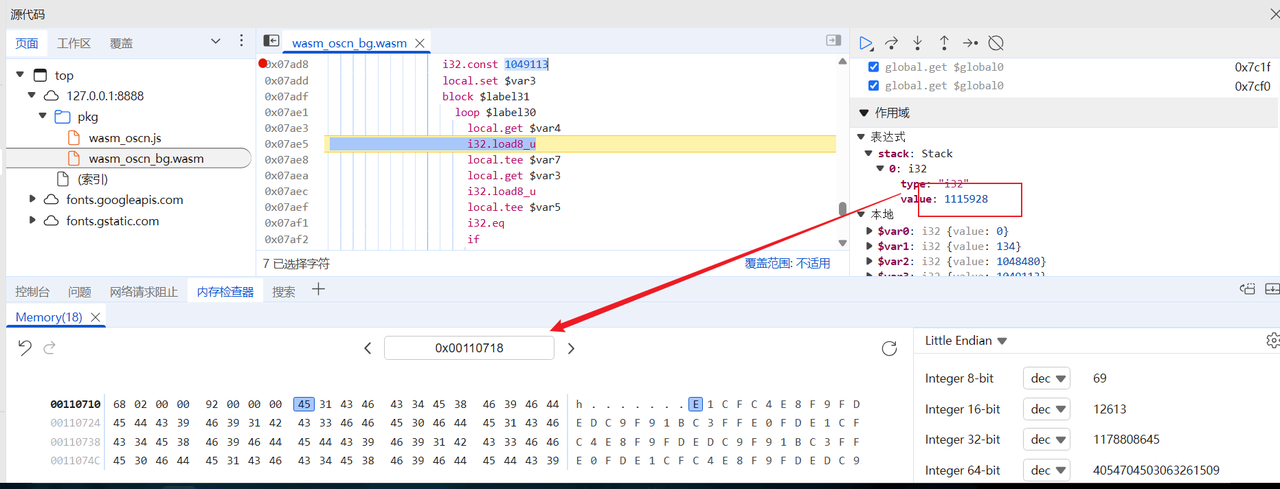 源代码
页面 工作区 覆盖
top
127.0.0.1:8888
pkg
wasm_oscn.js
wasm_oscn_bg.wasm
(索引)
fonts.googleapis.com
fonts.gstatic.com
wasm_oscn_bg.wasm
0x07ad8 i32.const 1049113
0x07add local.set $var3
0x07adf block $label31
0x07ae1 loop $label30
0x07ae3 local.get $var4
0x07ae5 i32.load8_u
0x07ae8 local.tee $var7
0x07aea local.get $var3
0x07aec i32.load8_u
0x07aef local.tee $var5
0x07af1 i32.eq
0x07af2 if
7 已选择字符 覆盖范围: 不适用
global.get $global0 0x7c1f
global.get $global0 0x7cf0
作用域
表达式
stack: Stack
0: i32
type: "i32"
value: 1115928
本地
$var0: i32 {value: 0}
$var1: i32 {value: 134}
$var2: i32 {value: 1048480}
$var3: i32 {value: 1049113}
控制台 问题 网络请求阻止 内存检查器 搜索
Memory(18)
0x00110718
00110710 68 02 00 00 92 00 00 00 45 31 43 46 43 34 45 38 46 39 46 44 h . . . . . . . E 1 C F C 4 E 8 F 9 F D
00110724 45 44 43 39 46 39 31 42 43 33 46 46 45 30 46 44 45 31 43 46 E D C 9 F 9 1 B C 3 F F E 0 F D E 1 C F
00110738 43 34 45 38 46 39 46 44 45 44 43 39 46 39 31 42 43 33 46 46 C 4 E 8 F 9 F D E D C 9 F 9 1 B C 3 F F
0011074C 45 30 46 44 45 31 43 46 43 34 45 38 46 39 46 44 45 44 43 39 E 0 F D E 1 C F C 4 E 8 F 9 F D E D C 9
Little Endian
Integer 8-bit dec 69
Integer 16-bit dec 12613
Integer 32-bit dec 1178808645
Integer 64-bit dec 4054704503063261509